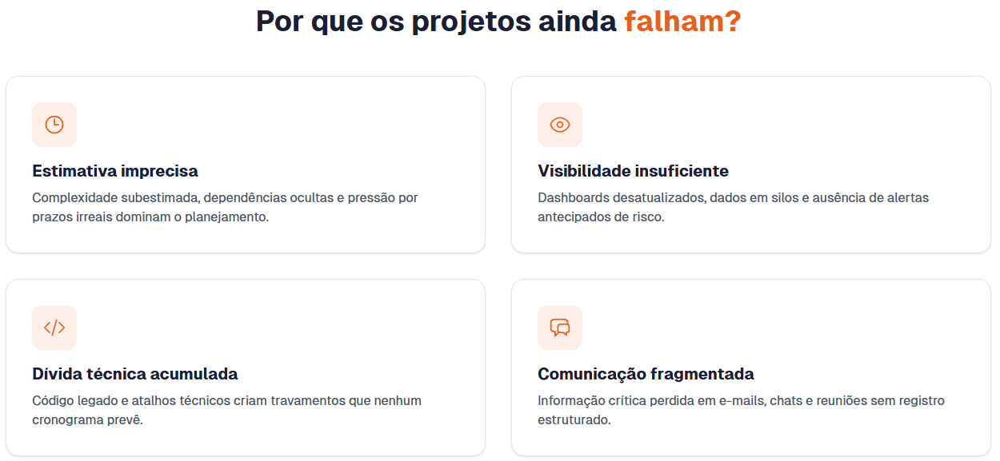 Por que os projetos ainda falham?
Estimativa imprecisa
Complexidade subestimada, dependências ocultas e pressão por
prazos irreais dominam o planejamento.
Visibilidade insuficiente
Dashboards desatualizados, dados em silos e ausência de alertas
antecipados de risco.
Dívida técnica acumulada
Código legado e atalhos técnicos criam travamentos que nenhum
cronograma prevê.
Comunicação fragmentada
Informação crítica perdida em e-mails, chats e reuniões sem registro
estruturado.